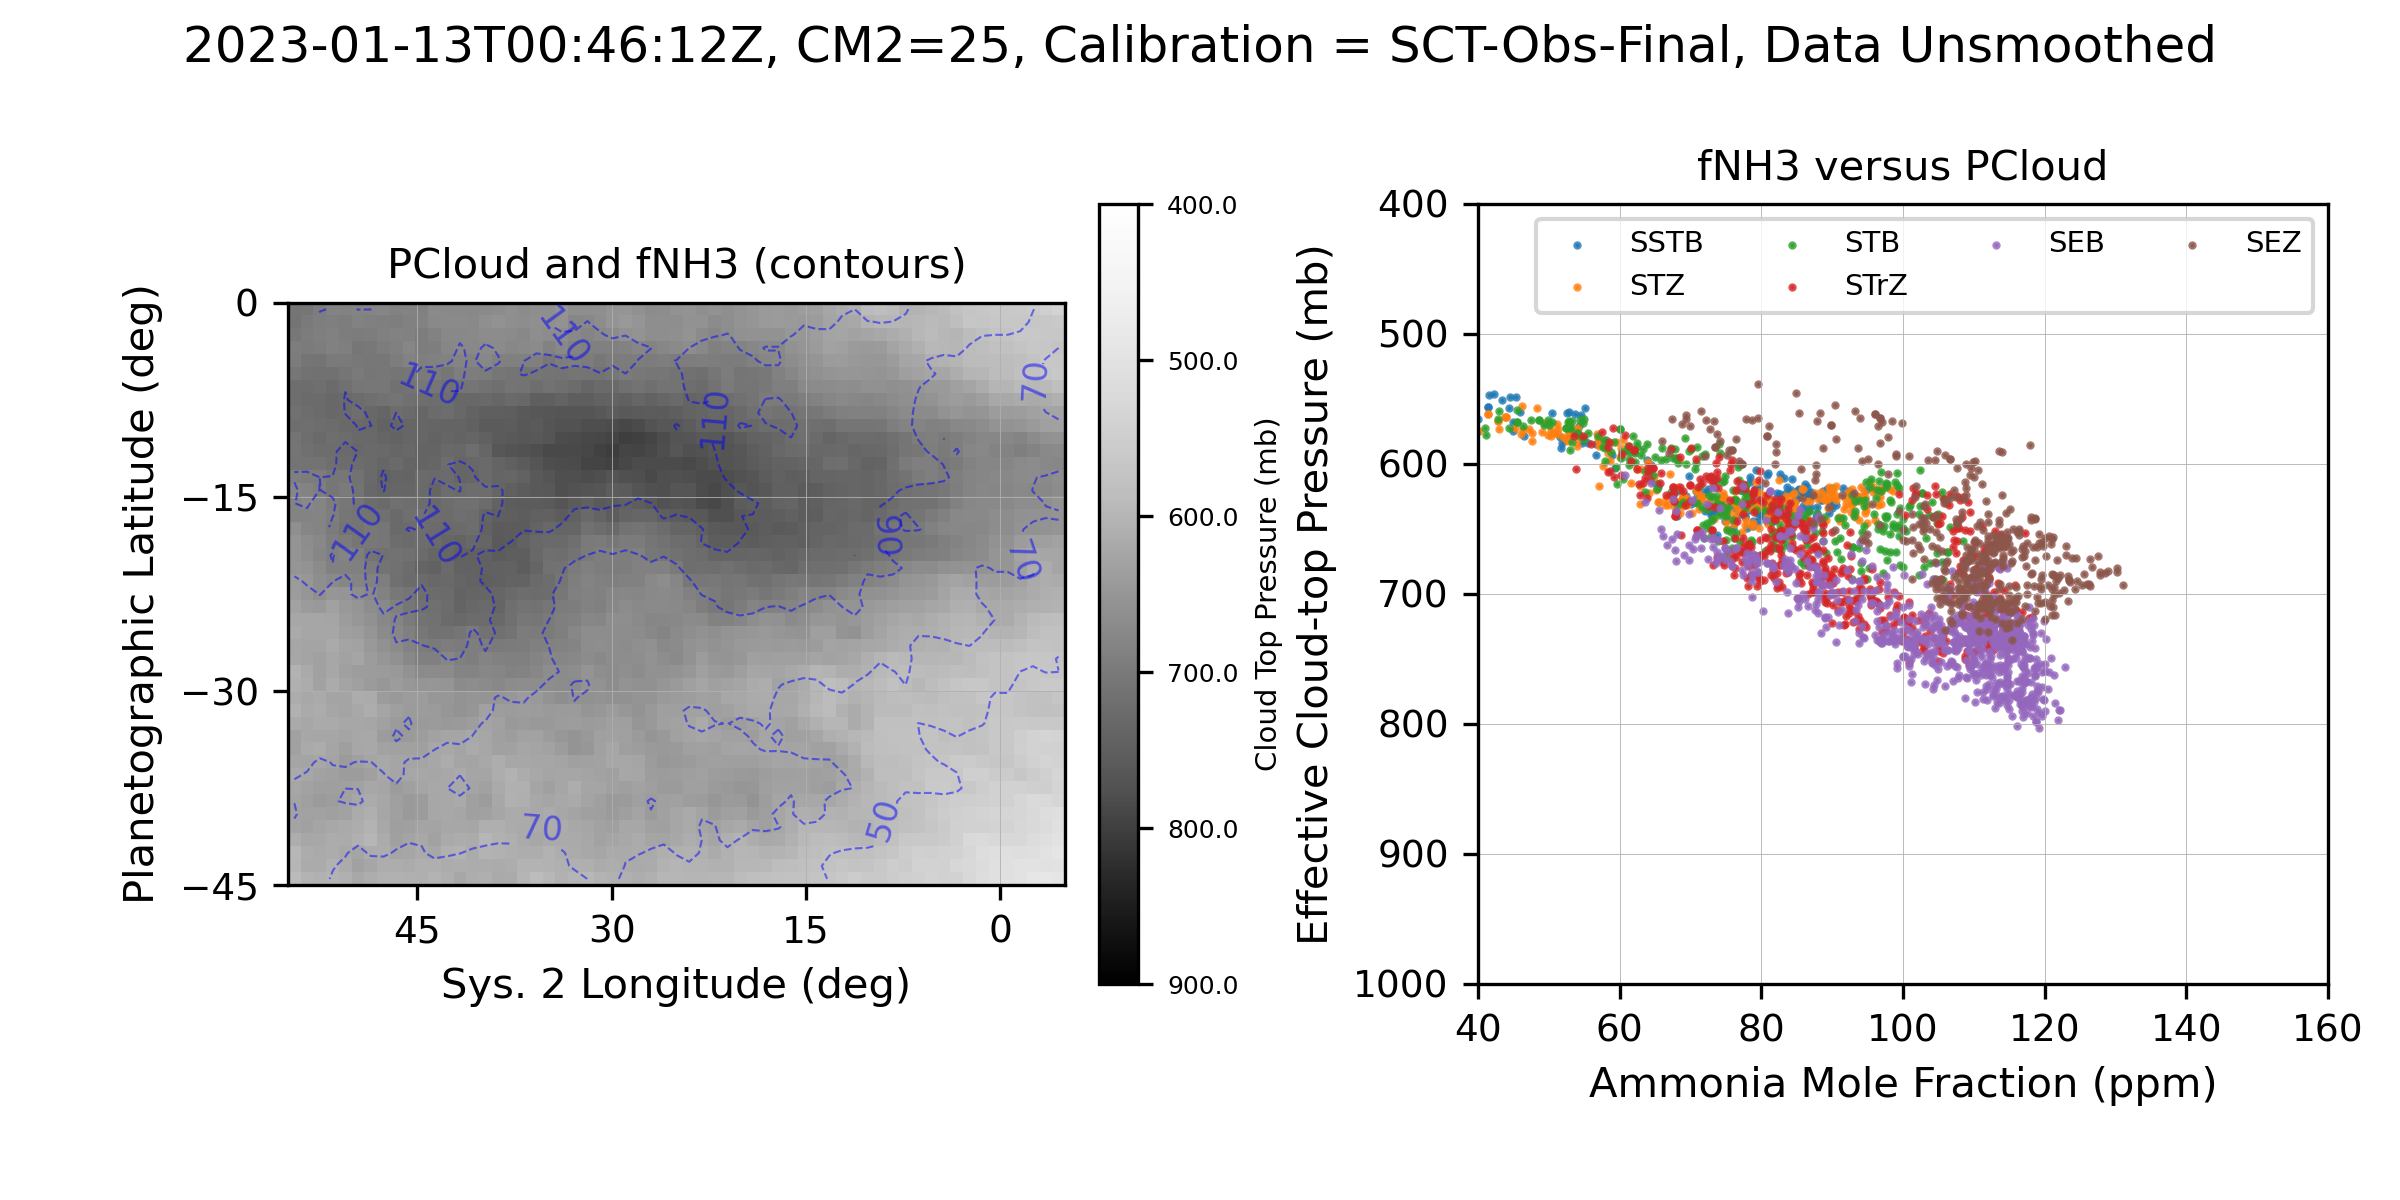 2023-01-13T00:46:12Z, CM2=25, Calibration = SCT-Obs-Final, Data Unsmoothed
PCloud and fNH3 (contours)
Planetographic Latitude (deg)
0
−15
−30
−45
45
30
15
0
Sys. 2 Longitude (deg)
110
110
110
110
110
90
70
70
70
50
400.0
500.0
600.0
700.0
800.0
900.0
Cloud Top Pressure (mb)
fNH3 versus PCloud
Effective Cloud-top Pressure (mb)
400
500
600
700
800
900
1000
SSTB
STB
SEB
SEZ
STZ
STrZ
40
60
80
100
120
140
160
Ammonia Mole Fraction (ppm)